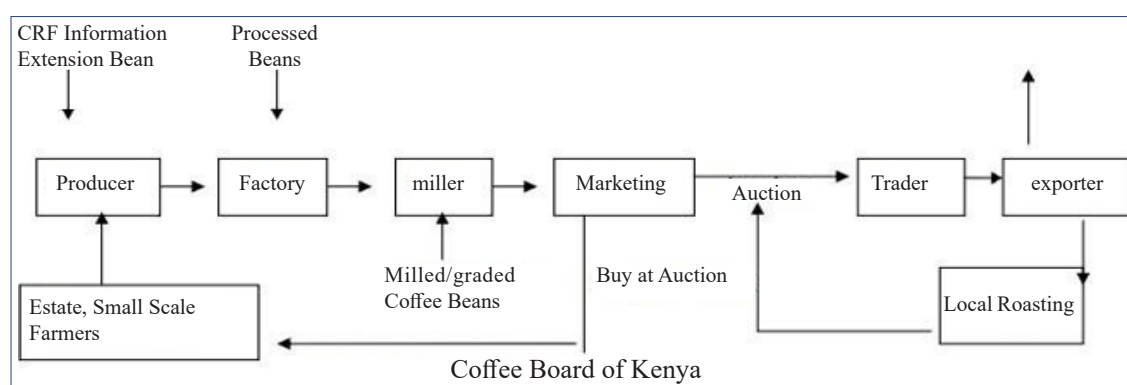 CRF Information
Extension Bean
Processed
Beans
Producer
Factory
miller
Marketing
Auction
Trader
exporter
Estate, Small Scale
Farmers
Milled/graded
Coffee Beans
Buy at Auction
Local Roasting
Coffee Board of Kenya